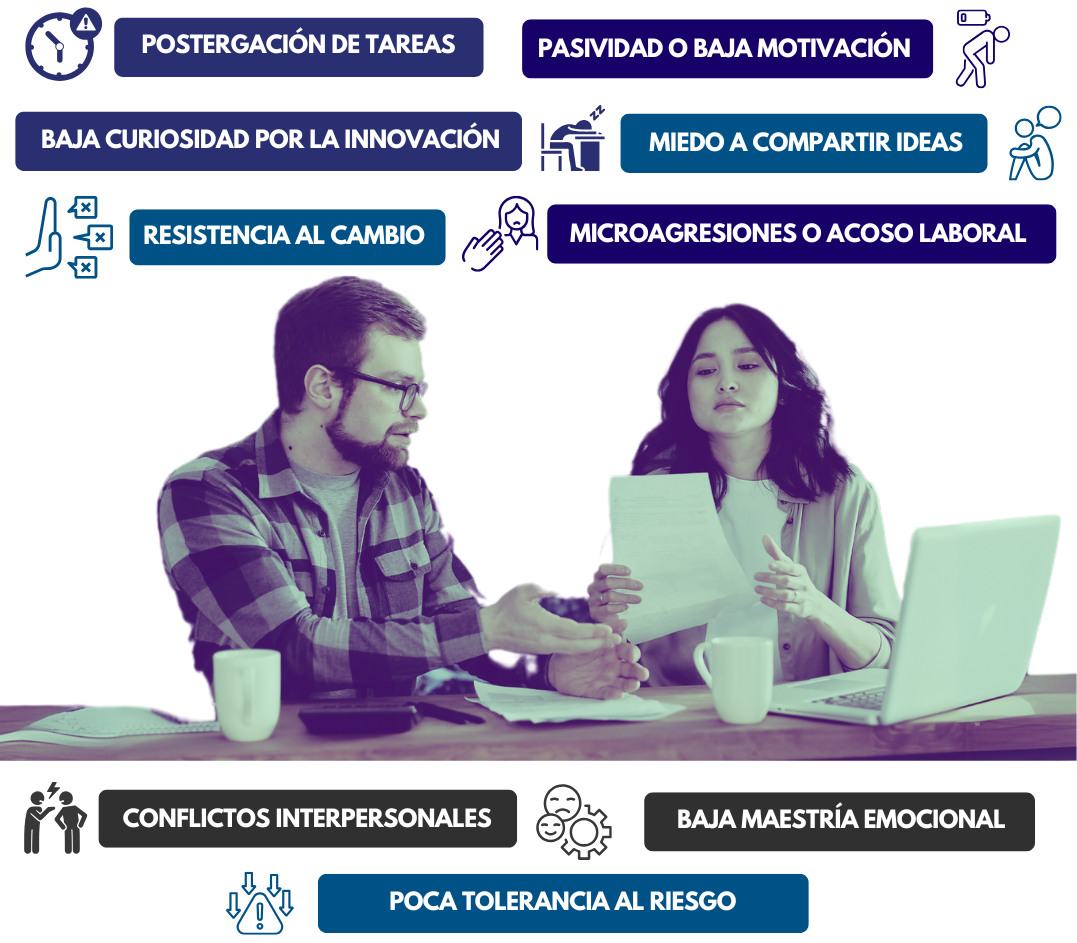 POSTERGACIÓN DE TAREAS
PASIVIDAD O BAJA MOTIVACIÓN
BAJA CURIOSIDAD POR LA INNOVACIÓN
MIEDO A COMPARTIR IDEAS
RESISTENCIA AL CAMBIO
MICROAGRESIONES O ACOSO LABORAL
CONFLICTOS INTERPERSONALES
BAJA MAESTRÍA EMOCIONAL
POCA TOLERANCIA AL RIESGO